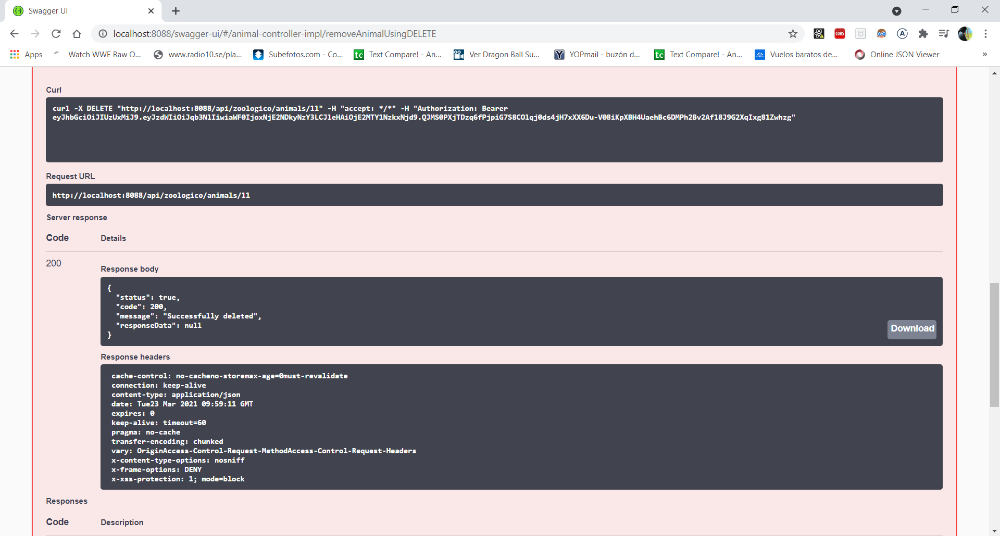 Swagger UI
localhost:8088/swagger-ui/#/animal-controller-impl/removeAnimalUsingDELETE
CORS
Apps Watch WWE Raw O... www.radio10.se/pla... Subefotos.com - Co... tc Text Compare! - An... Ver Dragon Ball Su... YOPmail - buzón d... tc Text Compare! - An... Vuelos baratos de... Online JSON Viewer »
Curl
curl -X DELETE "http://localhost:8088/api/zoologico/animals/11" -H "accept: */*" -H "Authorization: Bearer
Request URL
http://localhost:8088/api/zoologico/animals/11
Server response
Code Details
200
Response body
{
"status": true,
"code": 200,
"message": "Successfully deleted",
"responseData": null
}
Download
Response headers
cache-control: no-cacheno-storemax-age=0must-revalidate
connection: keep-alive
content-type: application/json
date: Tue23 Mar 2021 09:59:11 GMT
expires: 0
keep-alive: timeout=60
pragma: no-cache
transfer-encoding: chunked
vary: OriginAccess-Control-Request-MethodAccess-Control-Request-Headers
x-content-type-options: nosniff
x-frame-options: DENY
x-xss-protection: 1; mode=block
Responses
Code Description